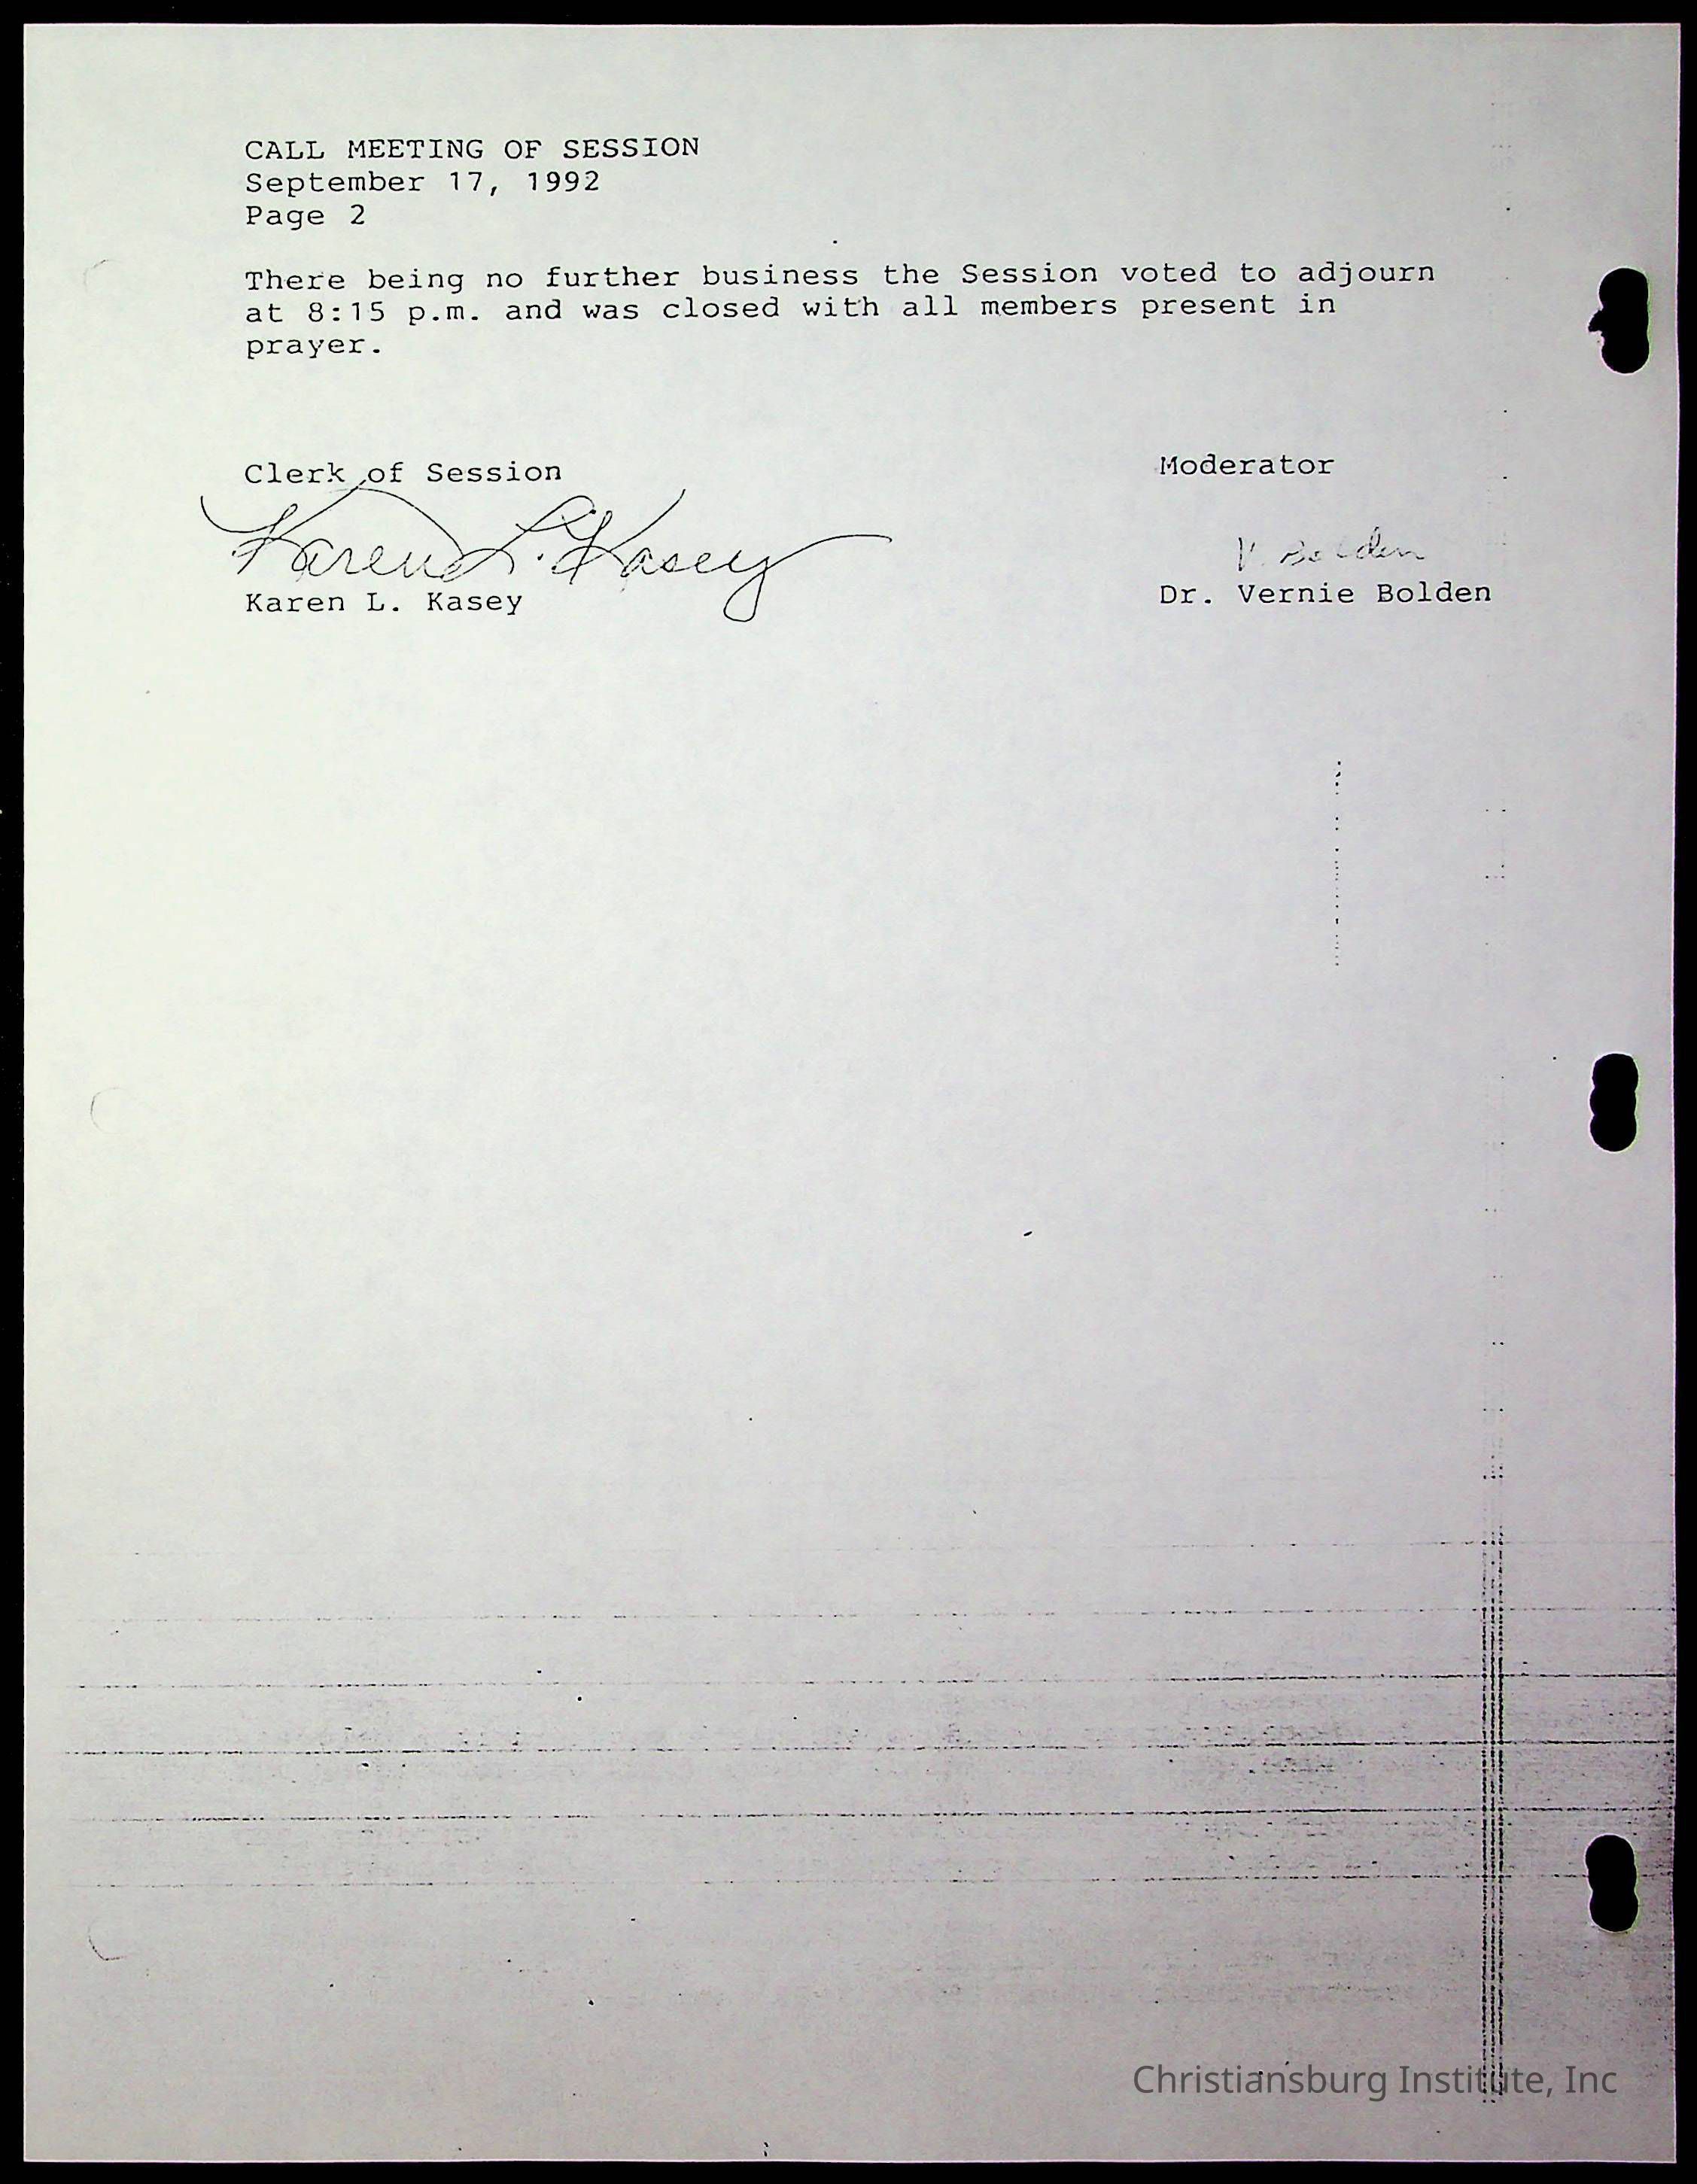 CALL MEETING OF SESSION
September 17, 1992
Page 2
There being no further business the Session voted to adjourn
at 8:15 p.m. and was closed with all members present in
prayer.
Clerk of Session
Moderator
Karen L. Kasey
V. Bolden
Karen L. Kasey
Dr. Vernie Bolden
Christiansburg Institute, Inc